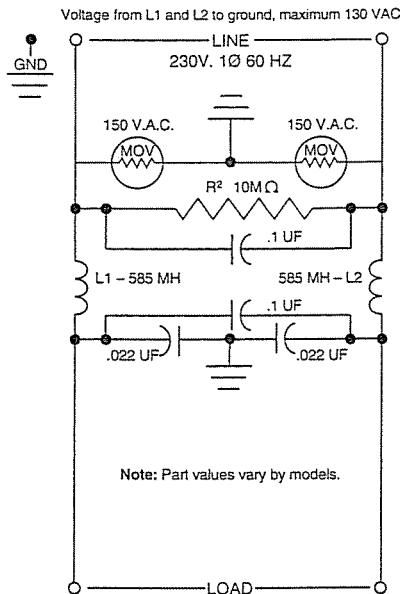 Voltage from L1 and L2 to ground, maximum 130 VAC
LINE
GND
230V. 1Ø 60 HZ
150 V.A.C.
150 V.A.C.
MOV
MOV
R² 10MΩ
.1 UF
L1 – 585 MH
585 MH – L2
.1 UF
.022 UF
.022 UF
Note: Part values vary by models.
LOAD